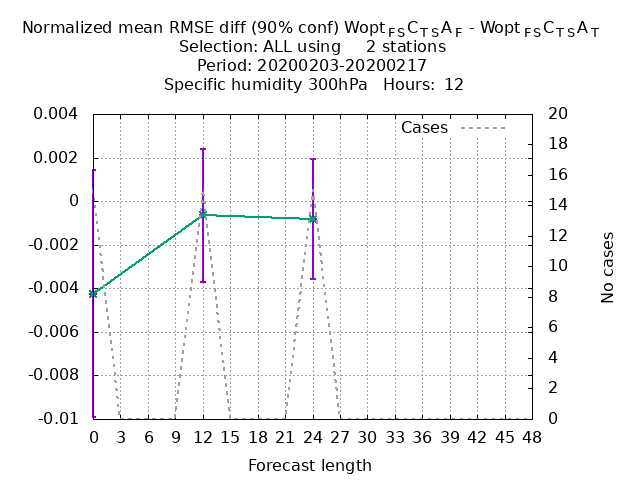 Normalized mean RMSE diff (90% conf) Wopt FS C TS A F - Wopt FS C TS A T
Selection: ALL using 2 stations
Period: 20200203-20200217
Specific humidity 300hPa Hours: 12
Cases
0.004
0.002
0
-0.002
-0.004
-0.006
-0.008
-0.01
20
18
16
14
12
10
8
6
4
2
0
No cases
0 3 6 9 12 15 18 21 24 27 30 33 36 39 42 45 48
Forecast length